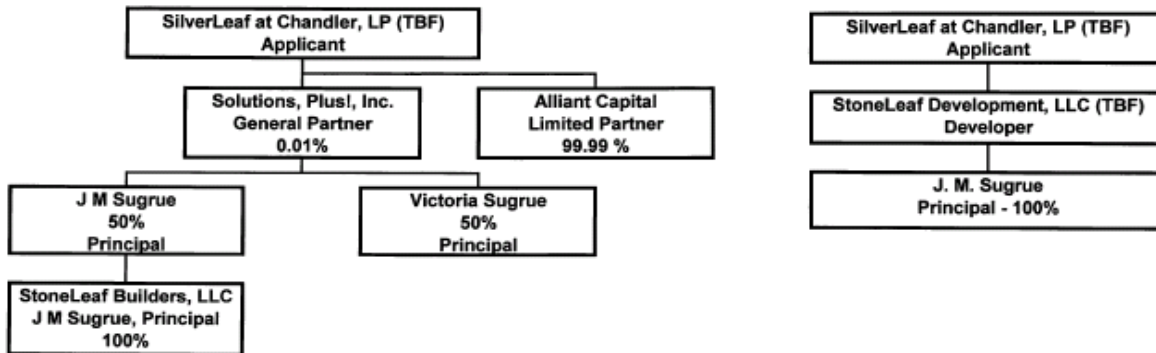 SilverLeaf at Chandler, LP (TBF)
Applicant
Solutions, Plus!, Inc.
General Partner
0.01%
Alliant Capital
Limited Partner
99.99 %
J M Sugrue
50%
Principal
Victoria Sugrue
50%
Principal
StoneLeaf Builders, LLC
J M Sugrue, Principal
100%
SilverLeaf at Chandler, LP (TBF)
Applicant
StoneLeaf Development, LLC (TBF)
Developer
J. M. Sugrue
Principal - 100%